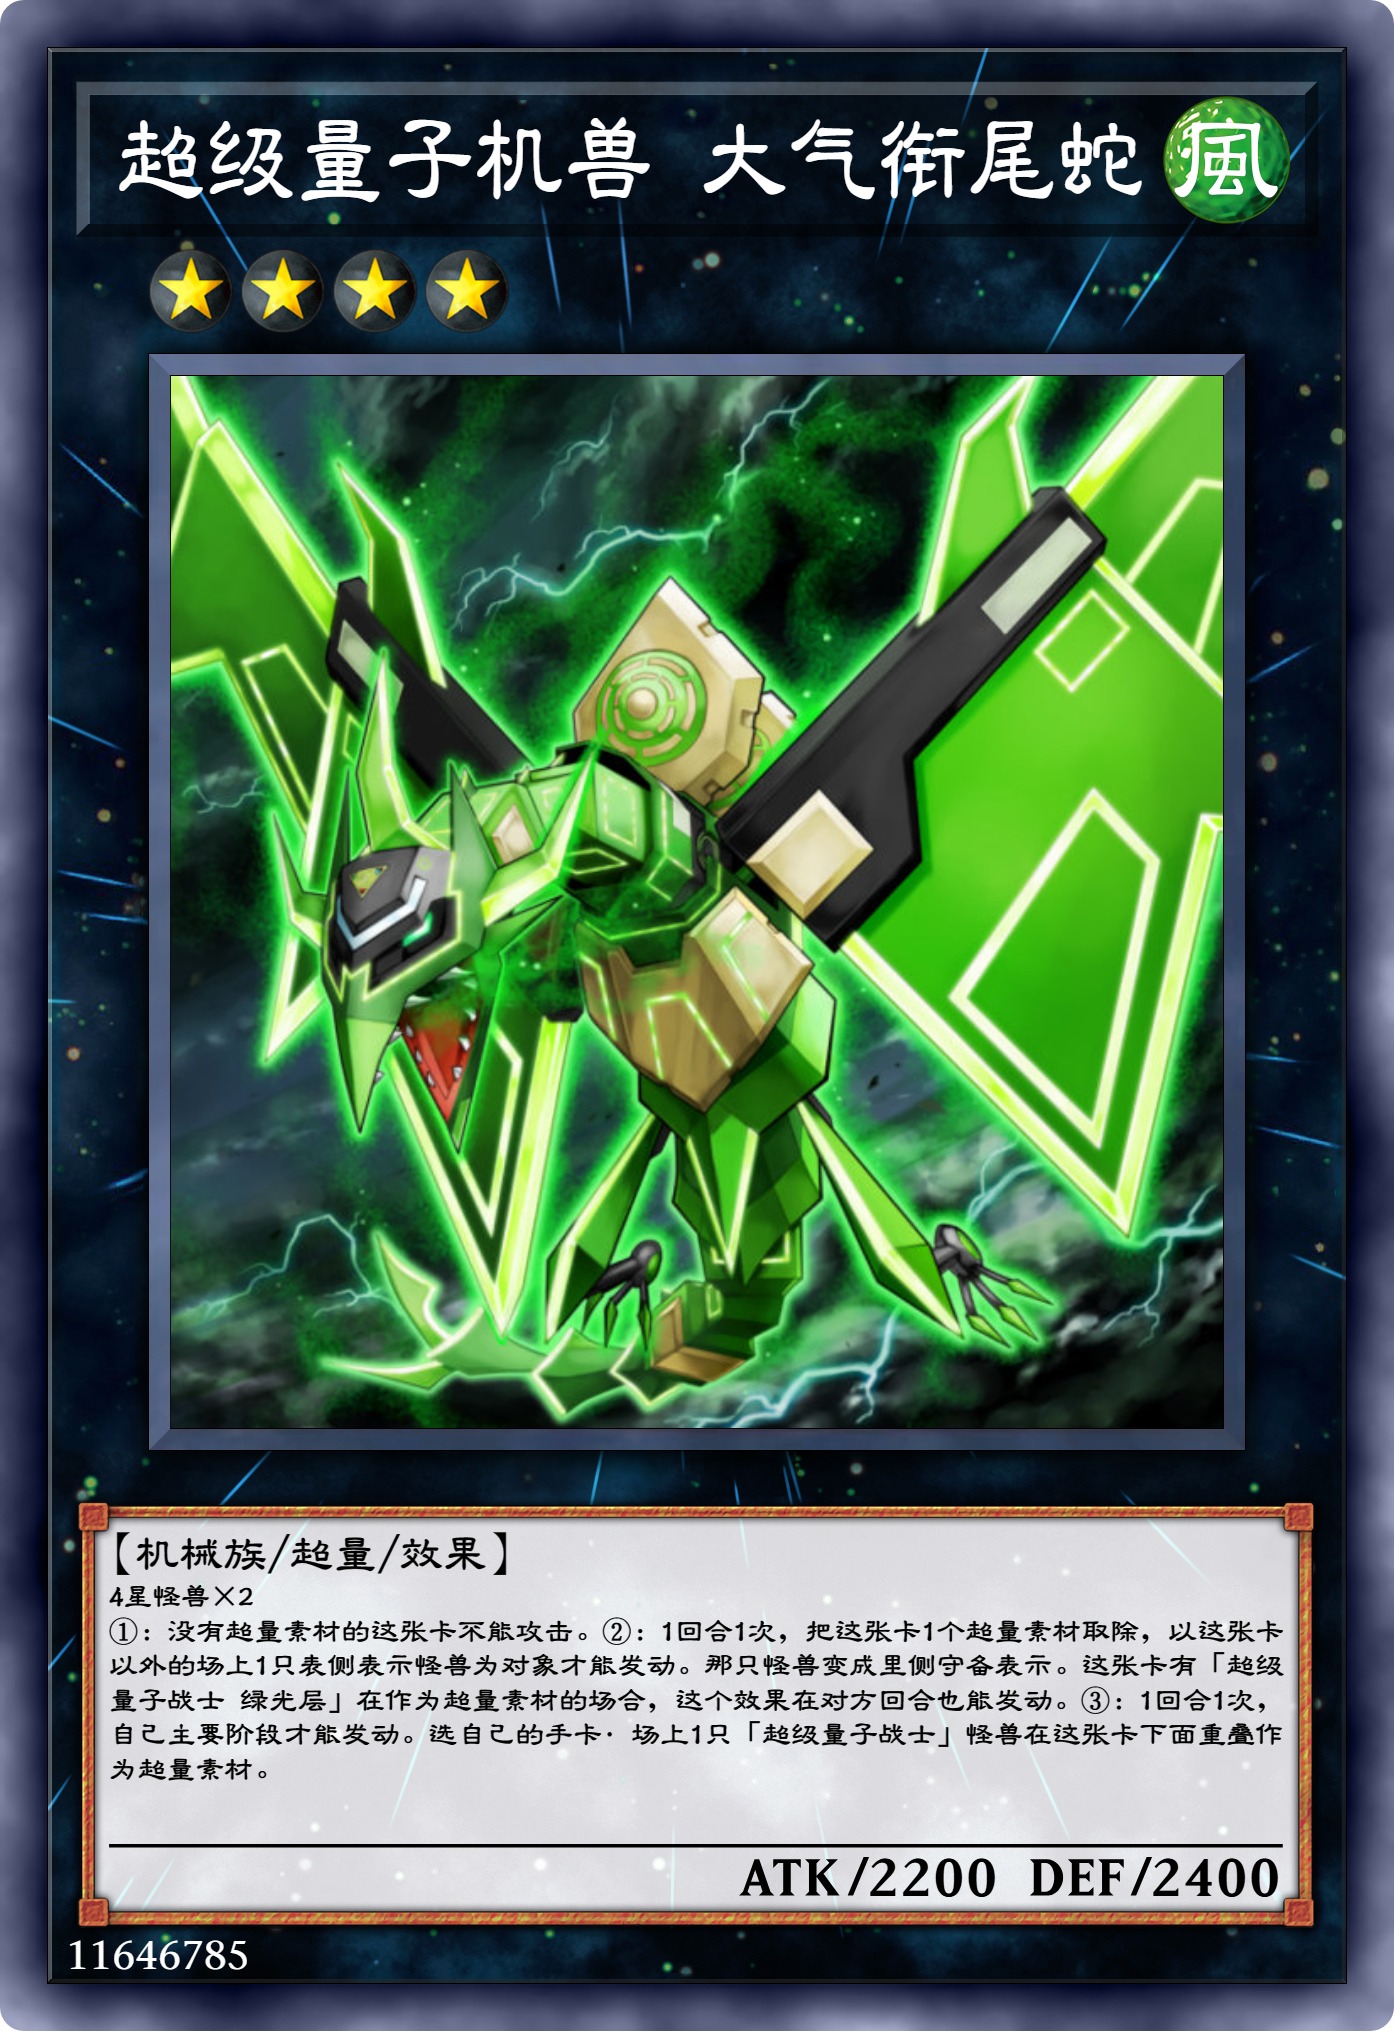 超级量子机兽 大气衔尾蛇 風
【机械族/超量/效果】
4星怪兽×2
①：没有超量素材的这张卡不能攻击。②：1回合1次，把这张卡1个超量素材取除，以这张卡
以外的场上1只表侧表示怪兽为对象才能发动。那只怪兽变成里侧守备表示。这张卡有「超级
量子战士 绿光层」在作为超量素材的场合，这个效果在对方回合也能发动。③：1回合1次，
自己主要阶段才能发动。选自己的手卡·场上1只「超级量子战士」怪兽在这张卡下面重叠作
为超量素材。
ATK/2200 DEF/2400
11646785